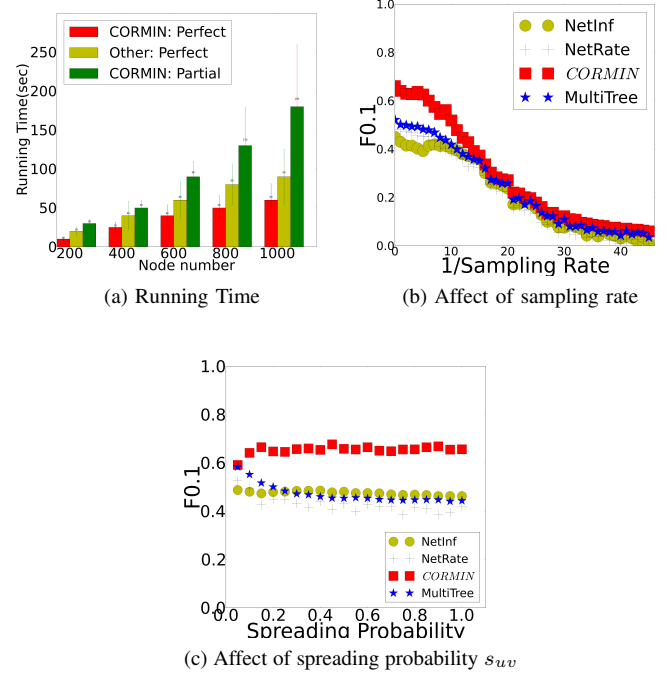 CORMIN: Perfect
Other: Perfect
CORMIN: Partial
Running Time(sec)
250
200
150
100
50
0
200 400 600 800 1000
Node number
(a) Running Time
NetInf
NetRate
CORMIN
MultiTree
F0.1
1.0
0.8
0.6
0.4
0.2
0.0
0 10 20 30 40
1/Sampling Rate
(b) Affect of sampling rate
F0.1
1.0
0.8
0.6
0.4
0.2
0.0
NetInf
NetRate
CORMIN
MultiTree
0.0 0.2 0.4 0.6 0.8 1.0
Spreading Probability
(c) Affect of spreading probability s_{uv}